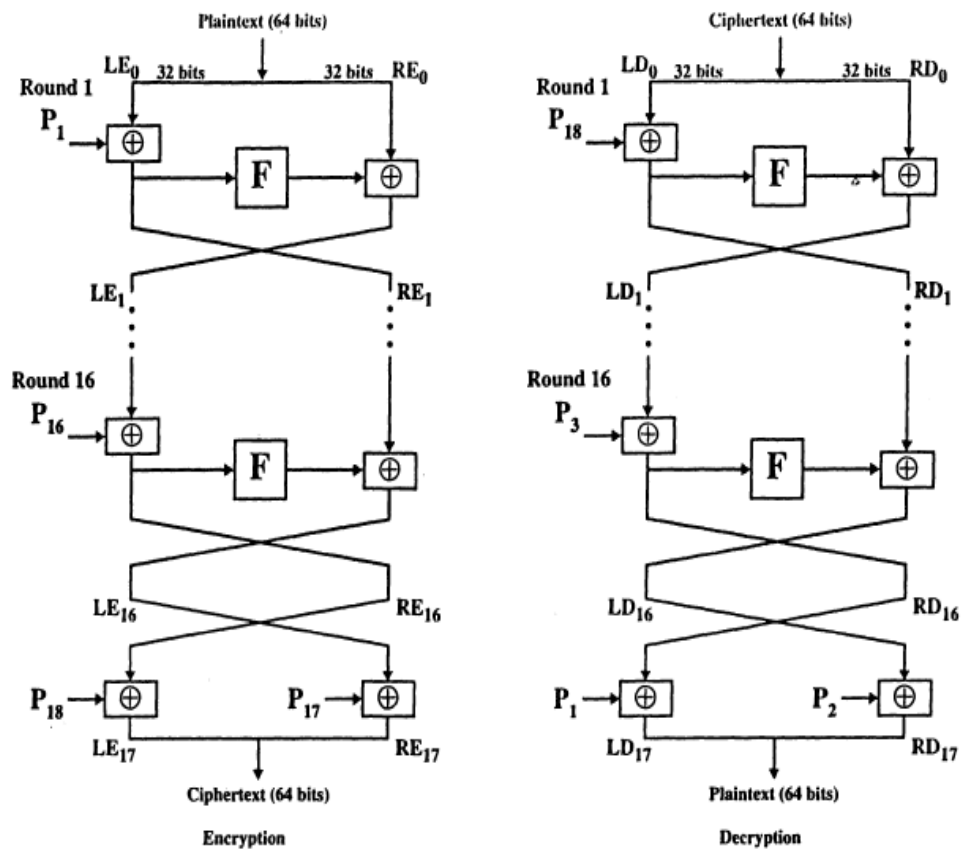 Plaintext (64 bits)
LE0 32 bits 32 bits RE0
Round 1
P1
⊕
F
⊕
LE1 RE1
Round 16
P16
⊕
F
⊕
LE16 RE16
P18 ⊕ P17 ⊕
LE17 RE17
Ciphertext (64 bits)
Encryption
Ciphertext (64 bits)
LD0 32 bits 32 bits RD0
Round 1
P18
⊕
F
⊕
LD1 RD1
Round 16
P3
⊕
F
⊕
LD16 RD16
P1 ⊕ P2 ⊕
LD17 RD17
Plaintext (64 bits)
Decryption